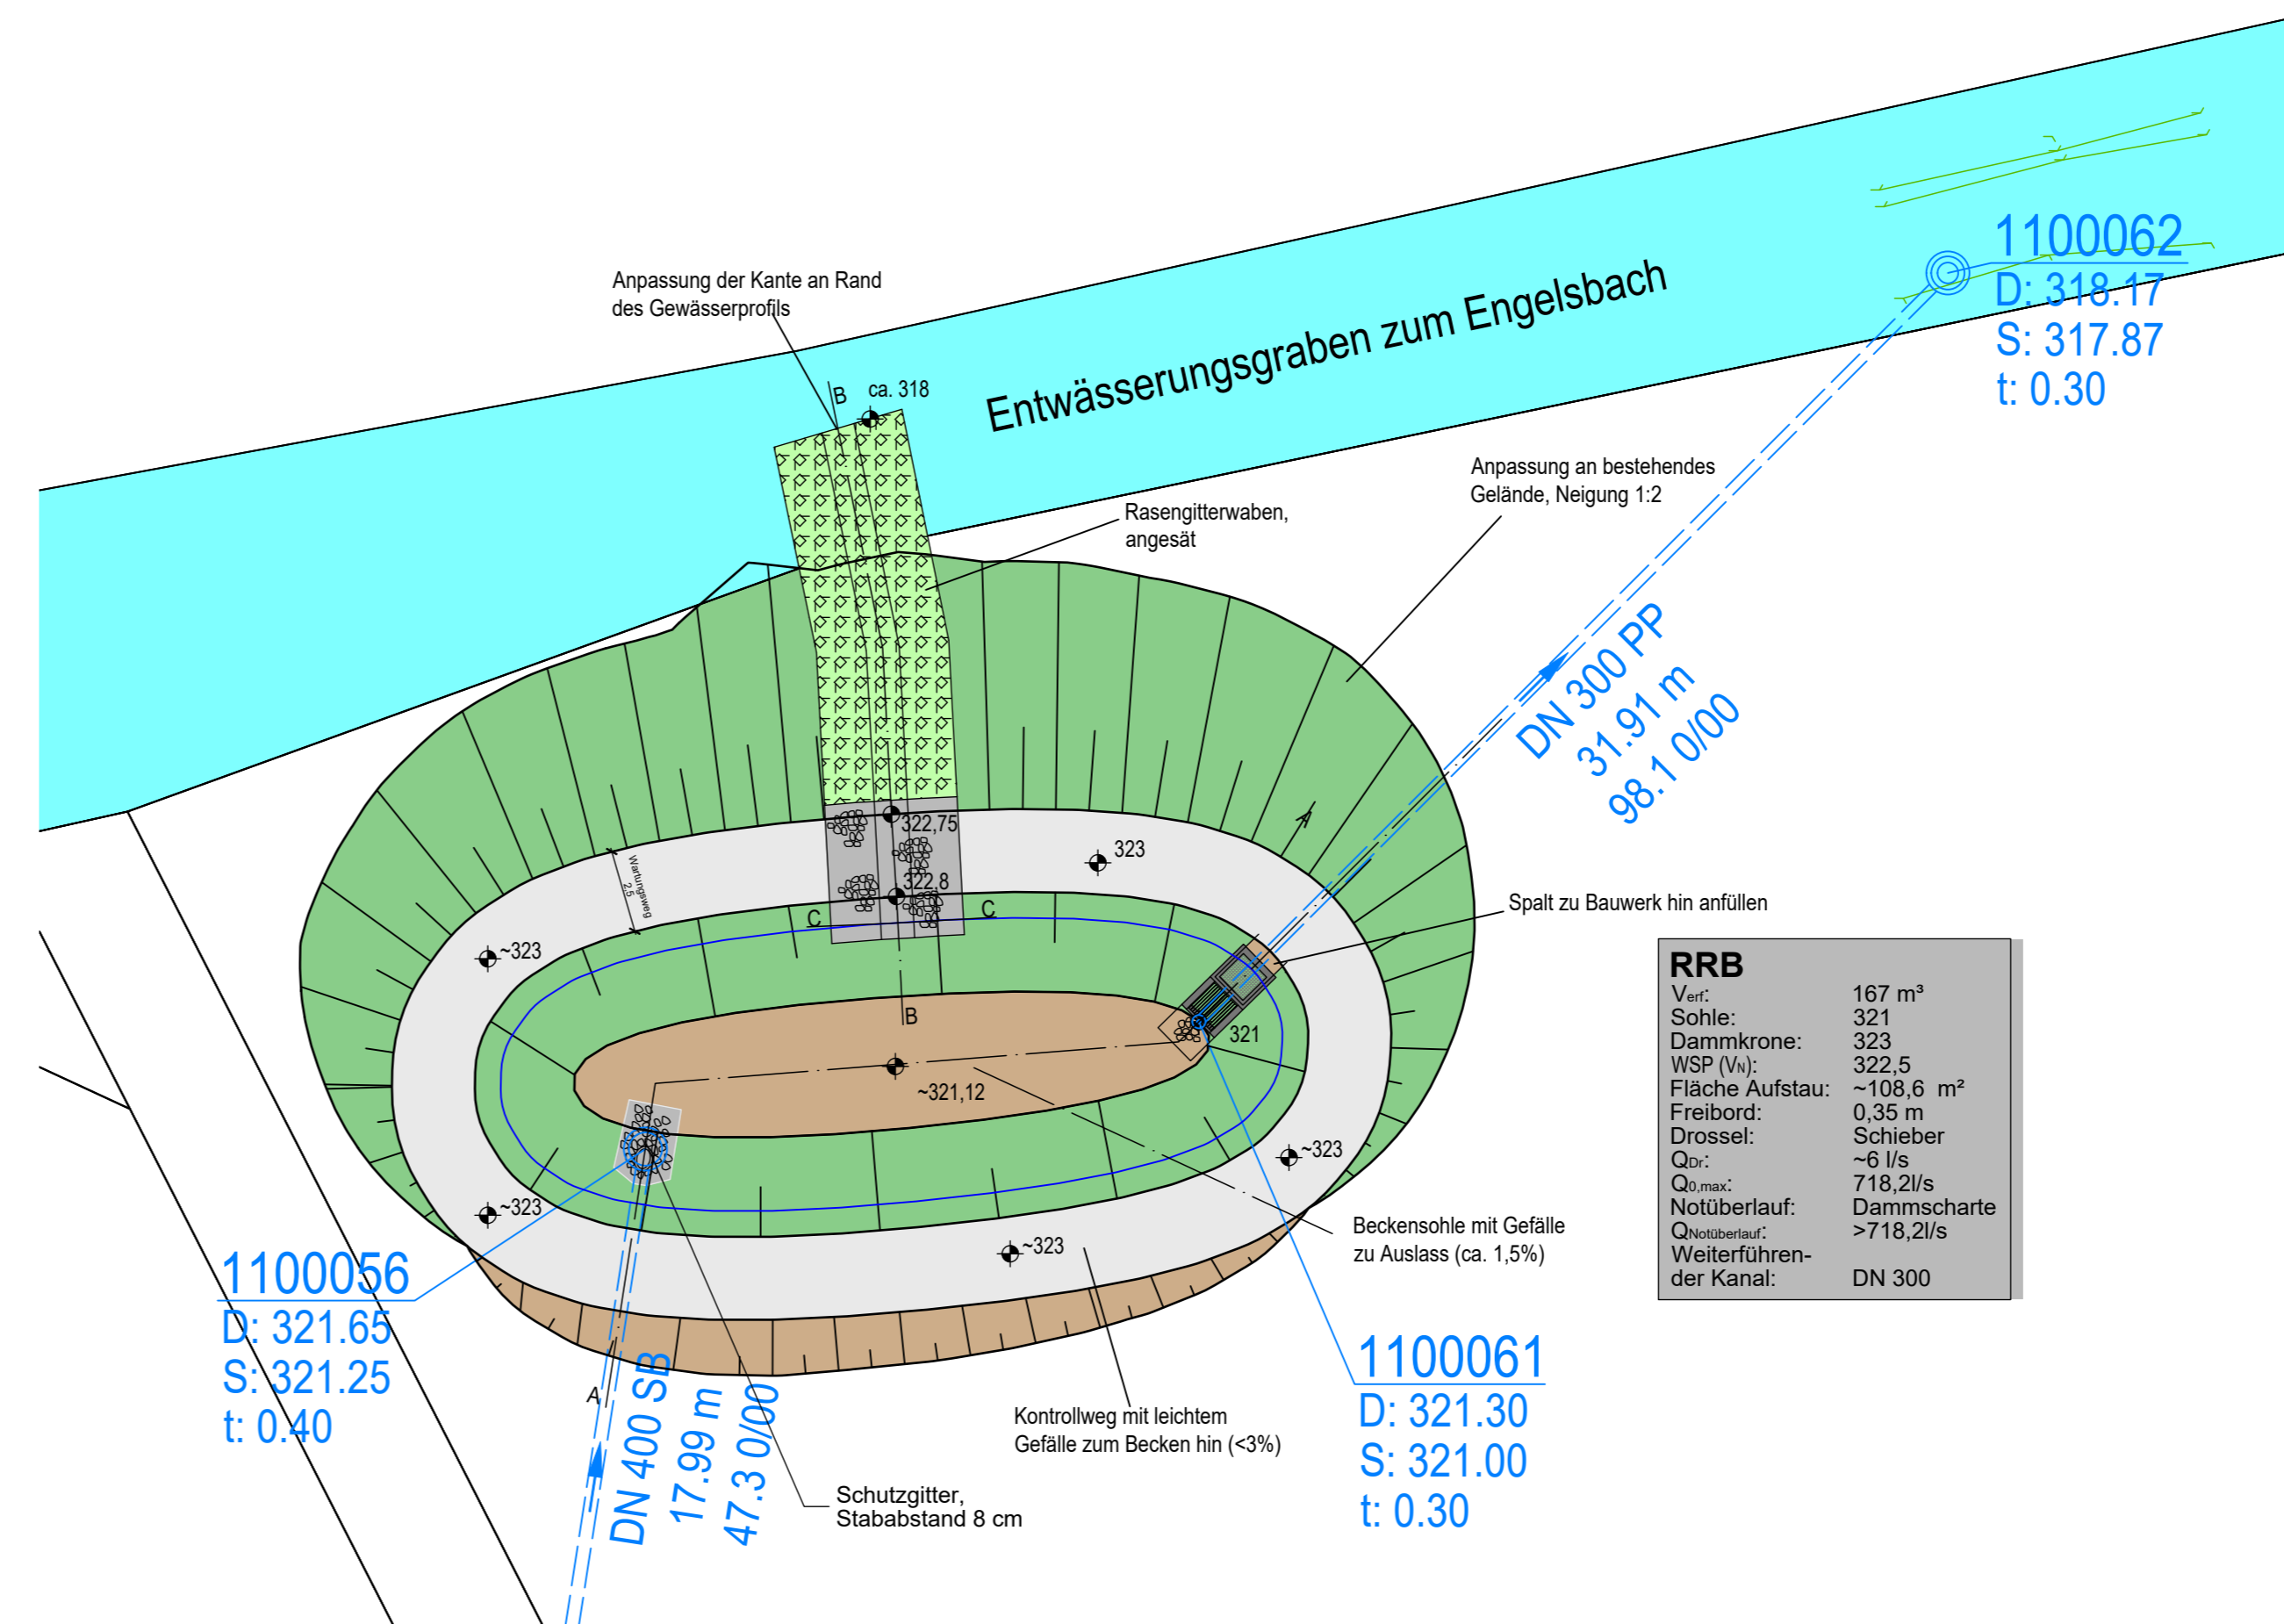 1100062
D: 318.17
S: 317.87
t: 0.30
Anpassung der Kante an Rand
des Gewässerprofils
Entwässerungsgraben zum Engelsbach
B
ca. 318
Anpassung an bestehendes
Gelände, Neigung 1:2
Rasengitterwaben,
angesät
DN 300 PP
31.91 m
98.1 0/00
A
322,75
323
Wartungsweg
2,5
322,8
C
C
Spalt zu Bauwerk hin anfüllen
~323
B
321
~321,12
~323
~323
~323
RRB
Verf: 167 m³
Sohle: 321
Dammkrone: 323
WSP (VN): 322,5
Fläche Aufstau: ~108,6 m²
Freibord: 0,35 m
Drossel: Schieber
QDr: ~6 l/s
Q0,max: 718,2l/s
Notüberlauf: Dammscharte
QNotüberlauf: >718,2l/s
Weiterführen-
der Kanal: DN 300
Beckensohle mit Gefälle
zu Auslass (ca. 1,5%)
1100056
D: 321.65
S: 321.25
t: 0.40
1100061
D: 321.30
S: 321.00
t: 0.30
A
DN 400 SB
17.99 m
47.3 0/00
Kontrollweg mit leichtem
Gefälle zum Becken hin (<3%)
Schutzgitter,
Stababstand 8 cm